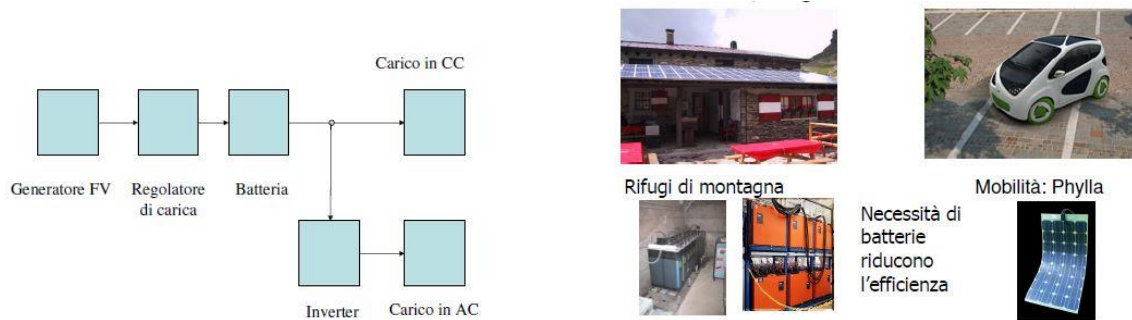 Carico in CC
Generatore FV
Regolatore
di carica
Batteria
Inverter
Carico in AC
Rifugi di montagna
Mobilità: Phylla
Necessità di
batterie
riducono
l'efficienza